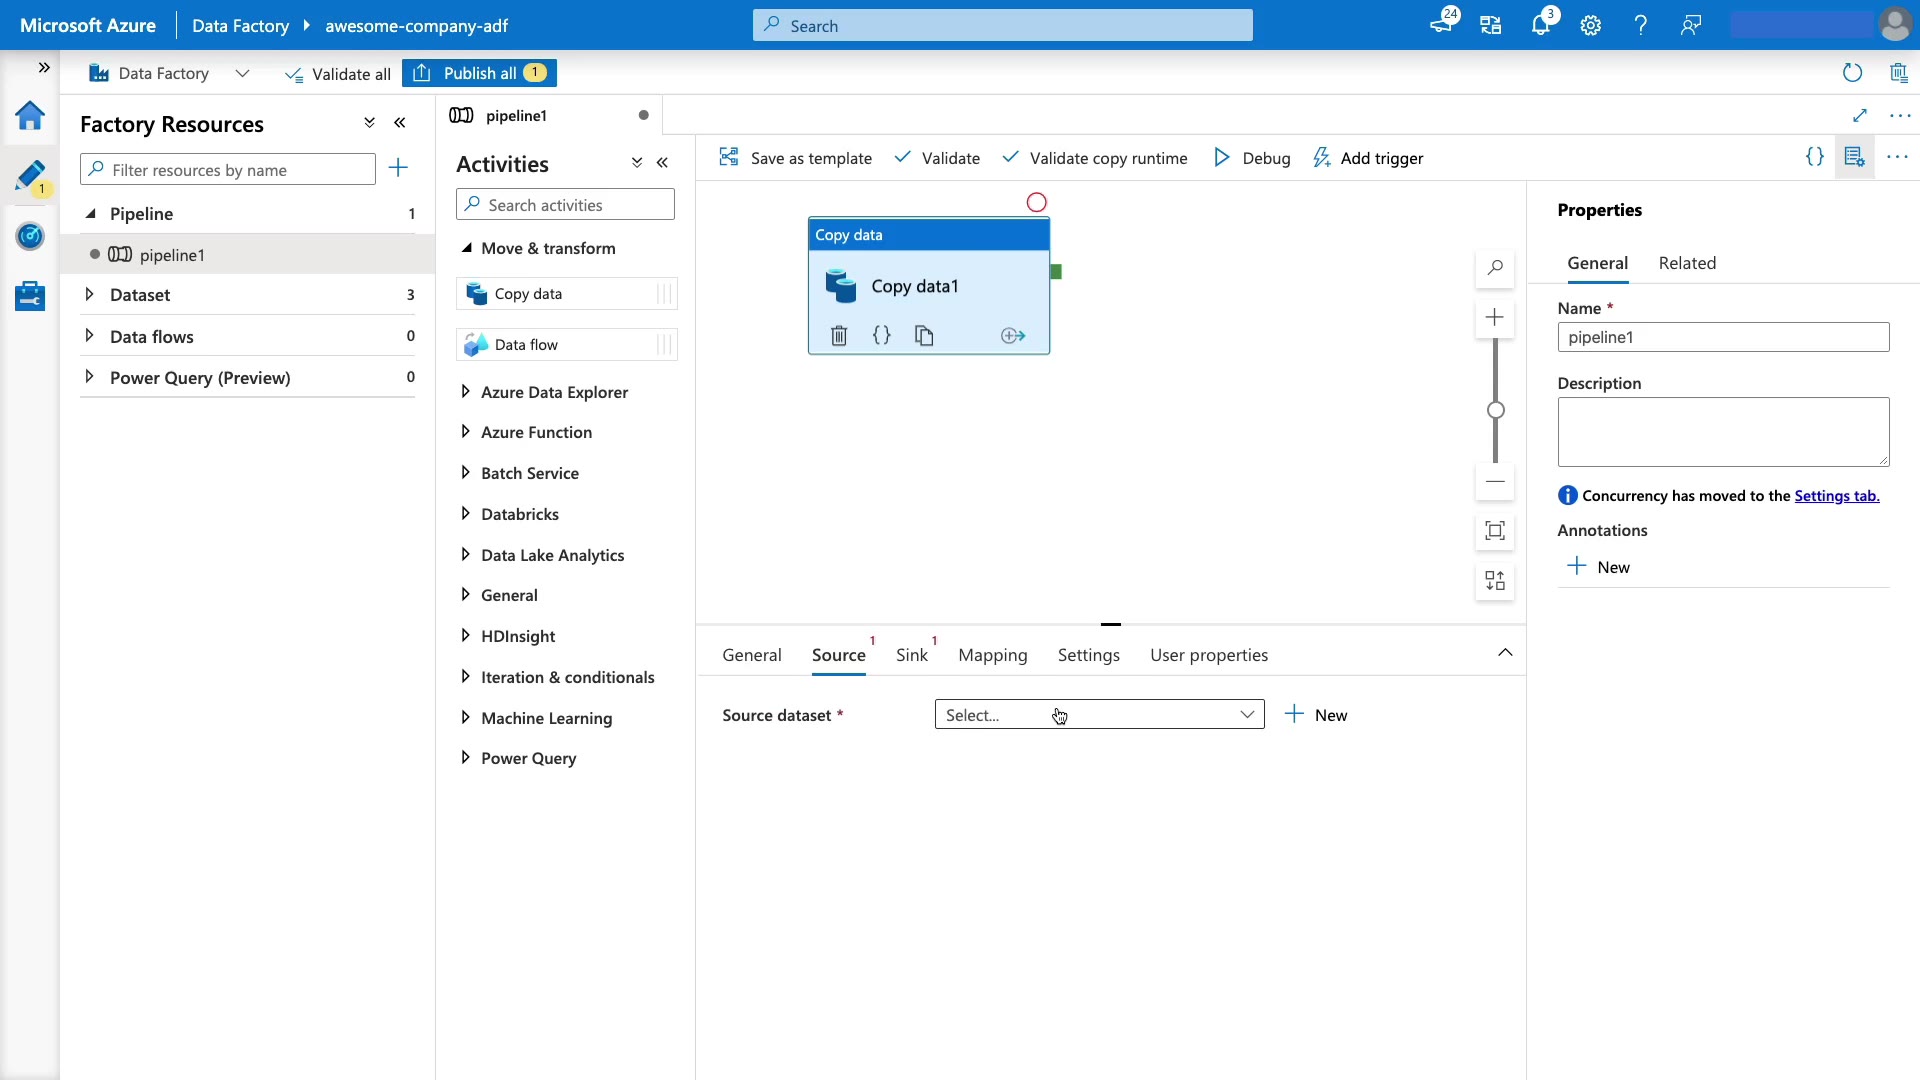 Microsoft Azure
Data Factory
awesome-company-adf
Search
24
3
Data Factory
Validate all
Publish all
1
Factory Resources
Filter resources by name
1
Pipeline
1
pipeline1
Dataset
3
Data flows
0
Power Query (Preview)
0
pipeline1
Activities
Search activities
Move & transform
Copy data
Data flow
Azure Data Explorer
Azure Function
Batch Service
Databricks
Data Lake Analytics
General
HDInsight
Iteration & conditionals
Machine Learning
Power Query
Save as template
Validate
Validate copy runtime
Debug
Add trigger
Copy data
Copy data1
General
Source
1
Sink
1
Mapping
Settings
User properties
Source dataset *
Select...
New
Properties
General
Related
Name *
pipeline1
Description
Concurrency has moved to the Settings tab.
Annotations
New